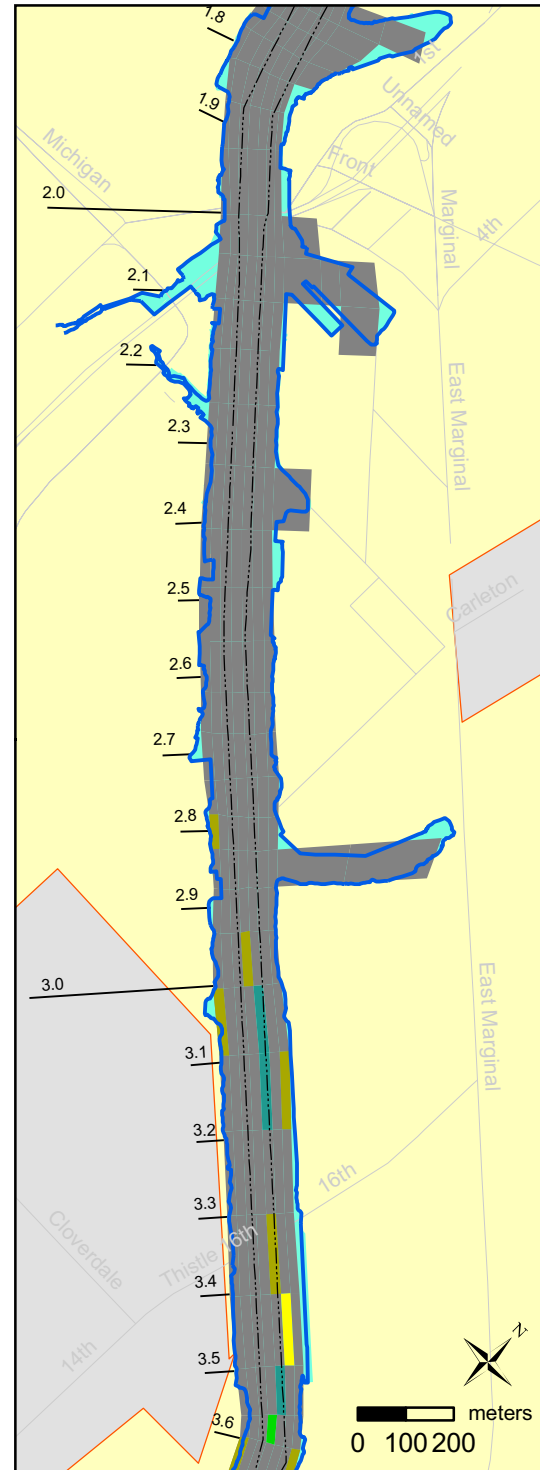 1.8
1st
1.9
Unnamed
Michigan
Front
2.0
Marginal
4th
2.1
2.2
East Marginal
2.3
2.4
2.5
Carleton
2.6
2.7
2.8
2.9
3.0
East Marginal
3.1
3.2
16th
3.3
Cloverdale
Thistle
16th
3.4
14th
3.5
N
3.6
meters
0 100 200